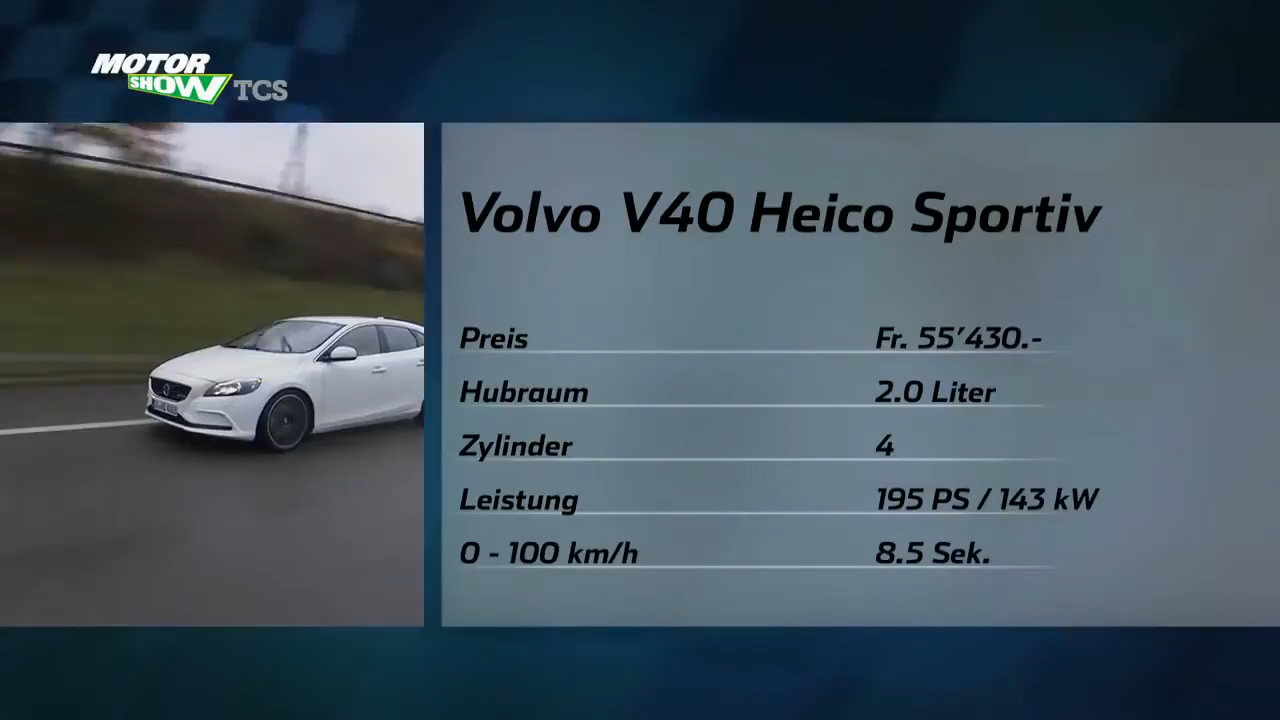 MOTOR
SHOW TCS
Volvo V40 Heico Sportiv
Preis Fr. 55’430.-
Hubraum 2.0 Liter
Zylinder 4
Leistung 195 PS / 143 kW
0 - 100 km/h 8.5 Sek.